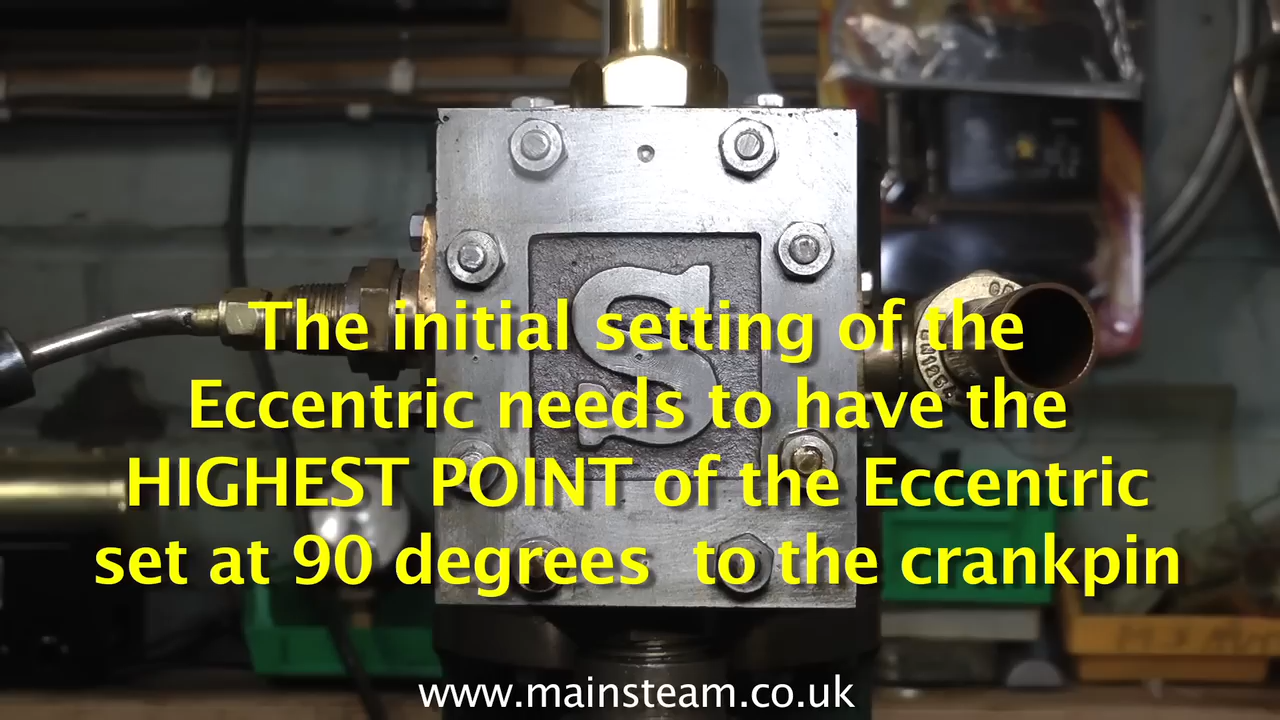 S
The initial setting of the
Eccentric needs to have the
HIGHEST POINT of the Eccentric
set at 90 degrees  to the crankpin
www.mainsteam.co.uk